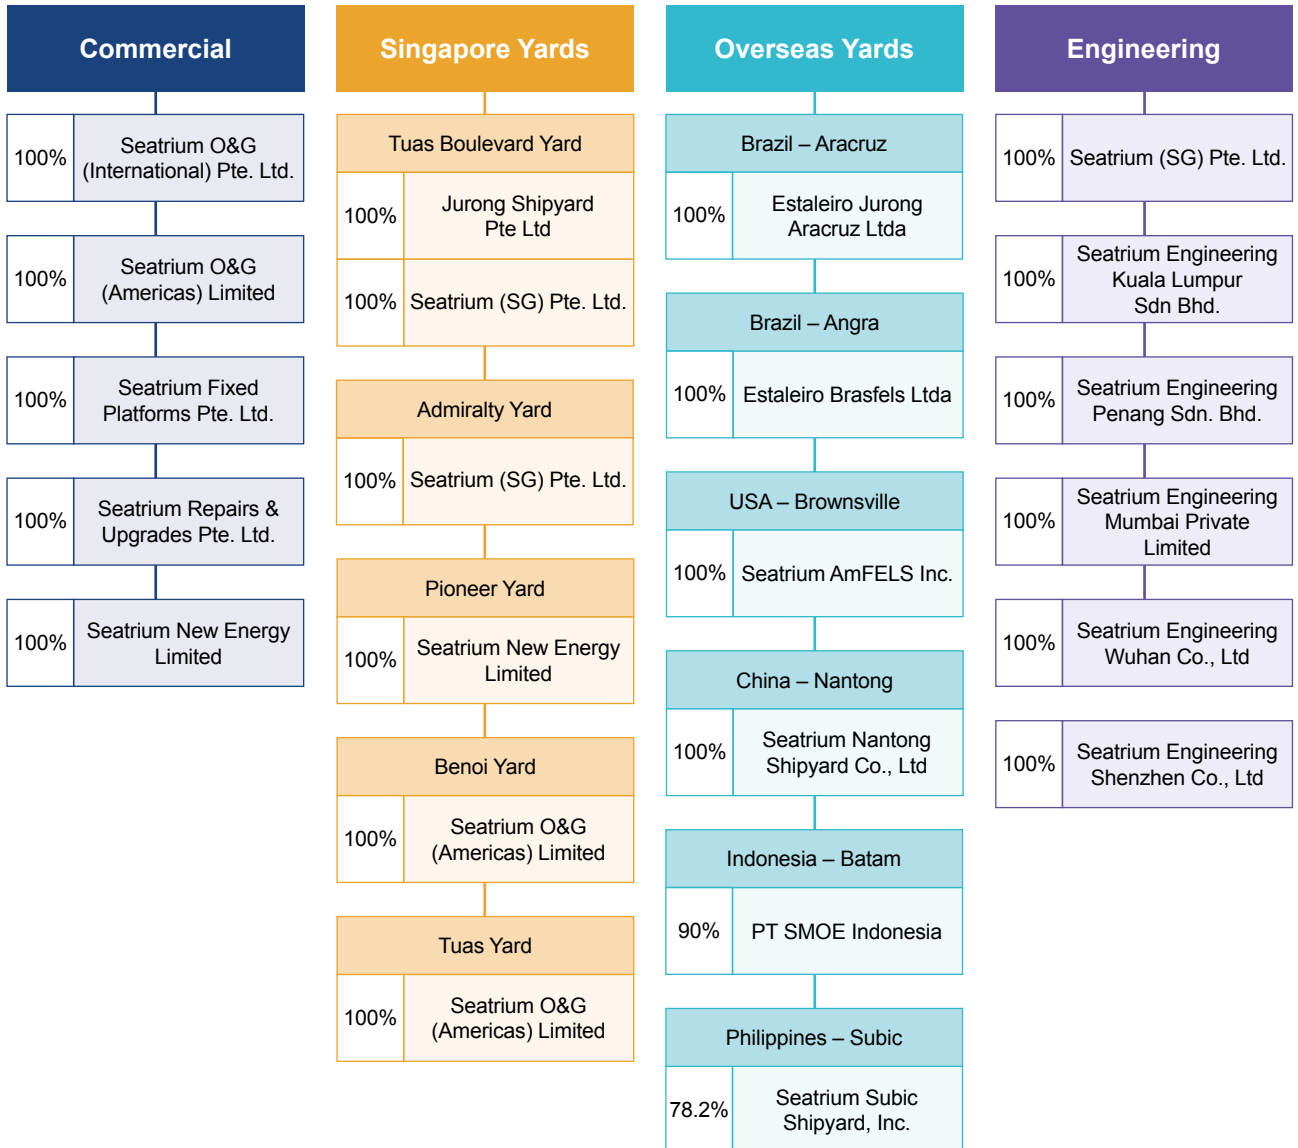 Commercial
100%
Seatrium O&G
(International) Pte. Ltd.
100%
Seatrium O&G
(Americas) Limited
100%
Seatrium Fixed
Platforms Pte. Ltd.
100%
Seatrium Repairs &
Upgrades Pte. Ltd.
100%
Seatrium New Energy
Limited
Singapore Yards
Tuas Boulevard Yard
100%
Jurong Shipyard
Pte Ltd
100%
Seatrium (SG) Pte. Ltd.
Admiralty Yard
100%
Seatrium (SG) Pte. Ltd.
Pioneer Yard
100%
Seatrium New Energy
Limited
Benoi Yard
100%
Seatrium O&G
(Americas) Limited
Tuas Yard
100%
Seatrium O&G
(Americas) Limited
Overseas Yards
Brazil – Aracruz
100%
Estaleiro Jurong
Aracruz Ltda
Brazil – Angra
100%
Estaleiro Brasfels Ltda
USA – Brownsville
100%
Seatrium AmFELS Inc.
China – Nantong
100%
Seatrium Nantong
Shipyard Co., Ltd
Indonesia – Batam
90%
PT SMOE Indonesia
Philippines – Subic
78.2%
Seatrium Subic
Shipyard, Inc.
Engineering
100%
Seatrium (SG) Pte. Ltd.
100%
Seatrium Engineering
Kuala Lumpur
Sdn Bhd.
100%
Seatrium Engineering
Penang Sdn. Bhd.
100%
Seatrium Engineering
Mumbai Private
Limited
100%
Seatrium Engineering
Wuhan Co., Ltd
100%
Seatrium Engineering
Shenzhen Co., Ltd